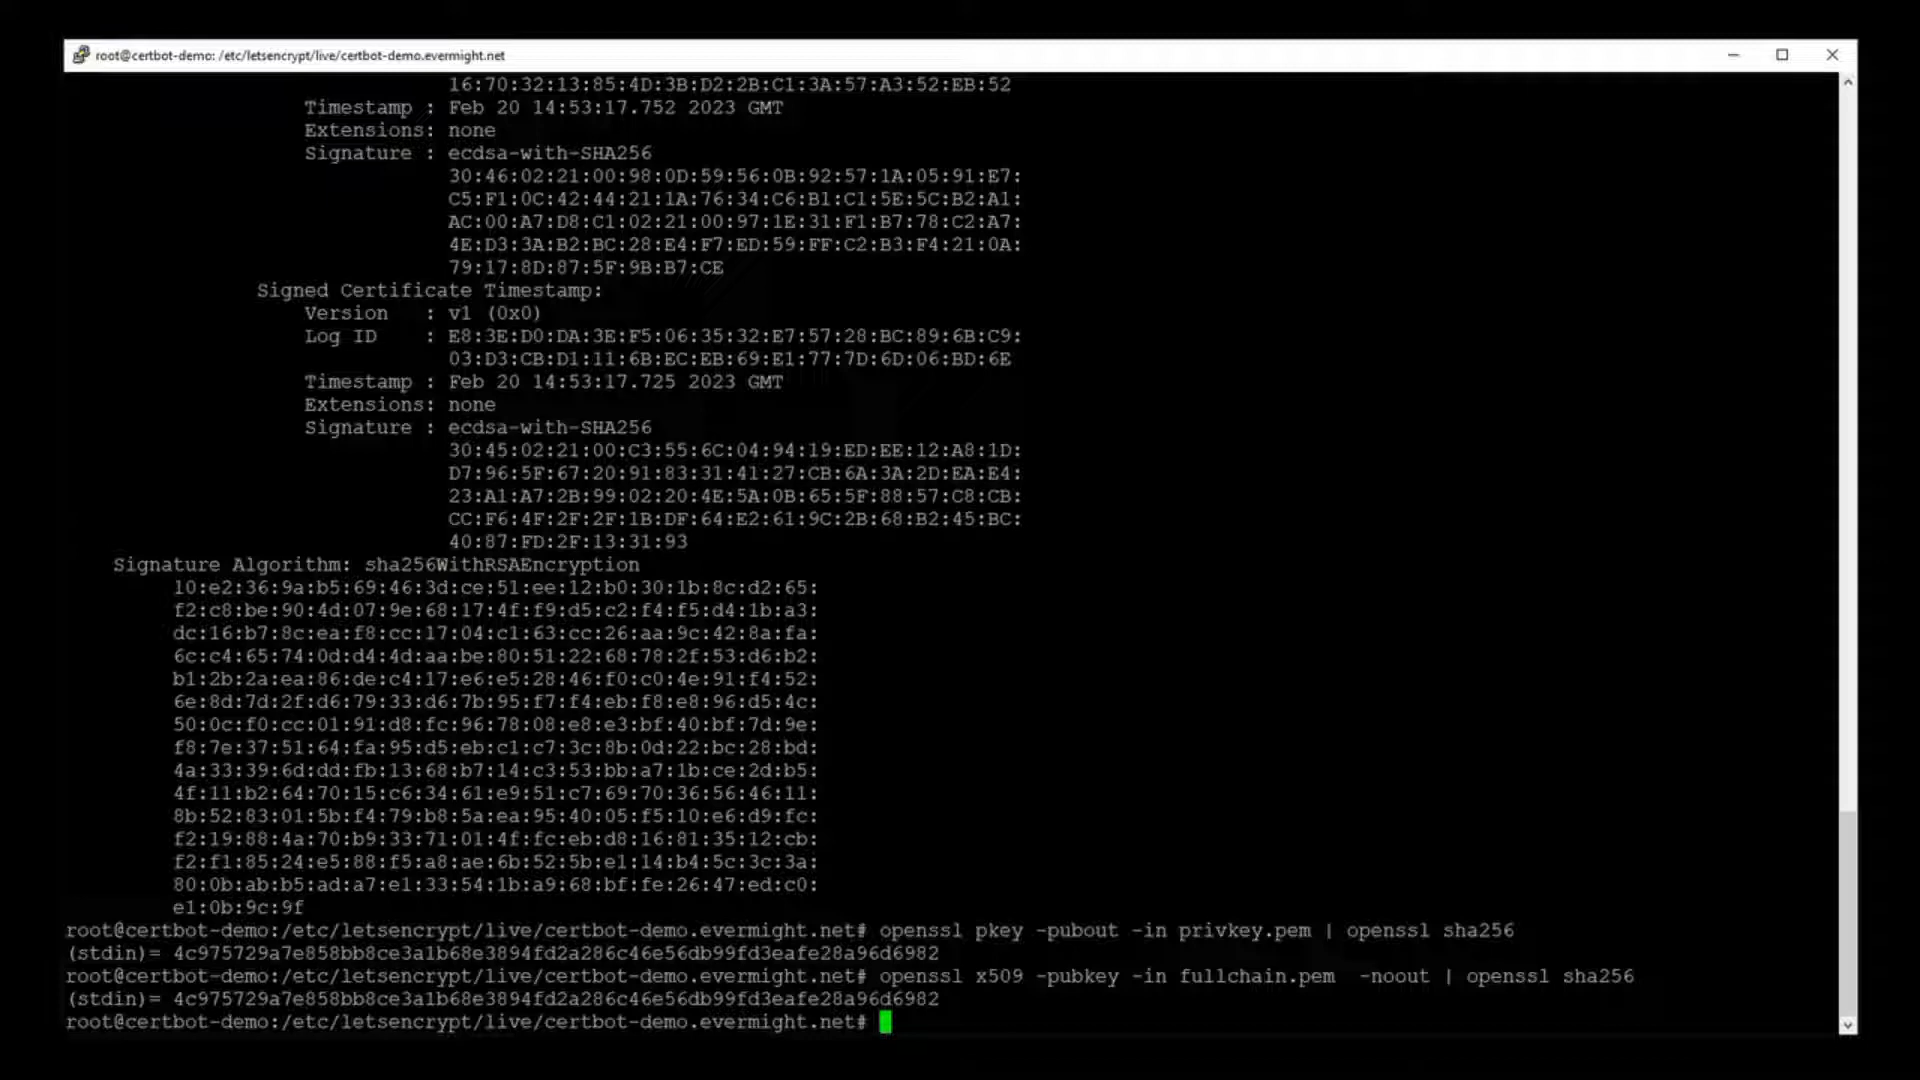 root@certbot-demo: /etc/letsencrypt/live/certbot-demo.evermight.net
16:70:32:13:85:4D:3B:D2:2B:C1:3A:57:A3:52:EB:52
Timestamp : Feb 20 14:53:17.752 2023 GMT
Extensions: none
Signature : ecdsa-with-SHA256
30:46:02:21:00:98:0D:59:56:0B:92:57:1A:05:91:E7:
C5:F1:0C:42:44:21:1A:76:34:C6:B1:C1:5E:5C:B2:A1:
AC:00:A7:D8:C1:02:21:00:97:1E:31:F1:B7:78:C2:A7:
4E:D3:3A:B2:BC:28:E4:F7:ED:59:FF:C2:B3:F4:21:0A:
79:17:8D:87:5F:9B:B7:CE
Signed Certificate Timestamp:
Version   : v1 (0x0)
Log ID    : E8:3E:D0:DA:3E:F5:06:35:32:E7:57:28:BC:89:6B:C9:
03:D3:CB:D1:11:6B:EC:EB:69:E1:77:7D:6D:06:BD:6E
Timestamp : Feb 20 14:53:17.725 2023 GMT
Extensions: none
Signature : ecdsa-with-SHA256
30:45:02:21:00:C3:55:6C:04:94:19:ED:EE:12:A8:1D:
D7:96:5F:67:20:91:83:31:41:27:CB:6A:3A:2D:EA:E4:
23:A1:A7:2B:99:02:20:4E:5A:0B:65:5F:88:57:C8:CB:
CC:F6:4F:2F:2F:1B:DF:64:E2:61:9C:2B:68:B2:45:BC:
40:87:FD:2F:13:31:93
Signature Algorithm: sha256WithRSAEncryption
10:e2:36:9a:b5:69:46:3d:ce:51:ee:12:b0:30:1b:8c:d2:65:
f2:c8:be:90:4d:07:9e:68:17:4f:f9:d5:c2:f4:f5:d4:1b:a3:
dc:16:b7:8c:ea:f8:cc:17:04:c1:63:cc:26:aa:9c:42:8a:fa:
6c:c4:65:74:0d:d4:4d:aa:be:80:51:22:68:78:2f:53:d6:b2:
b1:2b:2a:ea:86:de:c4:17:e6:e5:28:46:f0:c0:4e:91:f4:52:
6e:8d:7d:2f:d6:79:33:d6:7b:95:f7:f4:eb:f8:e8:96:d5:4c:
50:0c:f0:cc:01:91:d8:fc:96:78:08:e8:e3:bf:40:bf:7d:9e:
f8:7e:37:51:64:fa:95:d5:eb:c1:c7:3c:8b:0d:22:bc:28:bd:
4a:33:39:6d:dd:fb:13:68:b7:14:c3:53:bb:a7:1b:ce:2d:b5:
4f:11:b2:64:70:15:c6:34:61:e9:51:c7:69:70:36:56:46:11:
8b:52:83:01:5b:f4:79:b8:5a:ea:95:40:05:f5:10:e6:d9:fc:
f2:19:88:4a:70:b9:33:71:01:4f:fc:eb:d8:16:81:35:12:cb:
f2:f1:85:24:e5:88:f5:a8:ae:6b:52:5b:e1:14:b4:5c:3c:3a:
80:0b:ab:b5:ad:a7:e1:33:54:1b:a9:68:bf:fe:26:47:ed:c0:
e1:0b:9c:9f
root@certbot-demo:/etc/letsencrypt/live/certbot-demo.evermight.net# openssl pkey -pubout -in privkey.pem | openssl sha256
(stdin)= 4c975729a7e858bb8ce3a1b68e3894fd2a286c46e56db99fd3eafe28a96d6982
root@certbot-demo:/etc/letsencrypt/live/certbot-demo.evermight.net# openssl x509 -pubkey -in fullchain.pem  -noout | openssl sha256
(stdin)= 4c975729a7e858bb8ce3a1b68e3894fd2a286c46e56db99fd3eafe28a96d6982
root@certbot-demo:/etc/letsencrypt/live/certbot-demo.evermight.net#